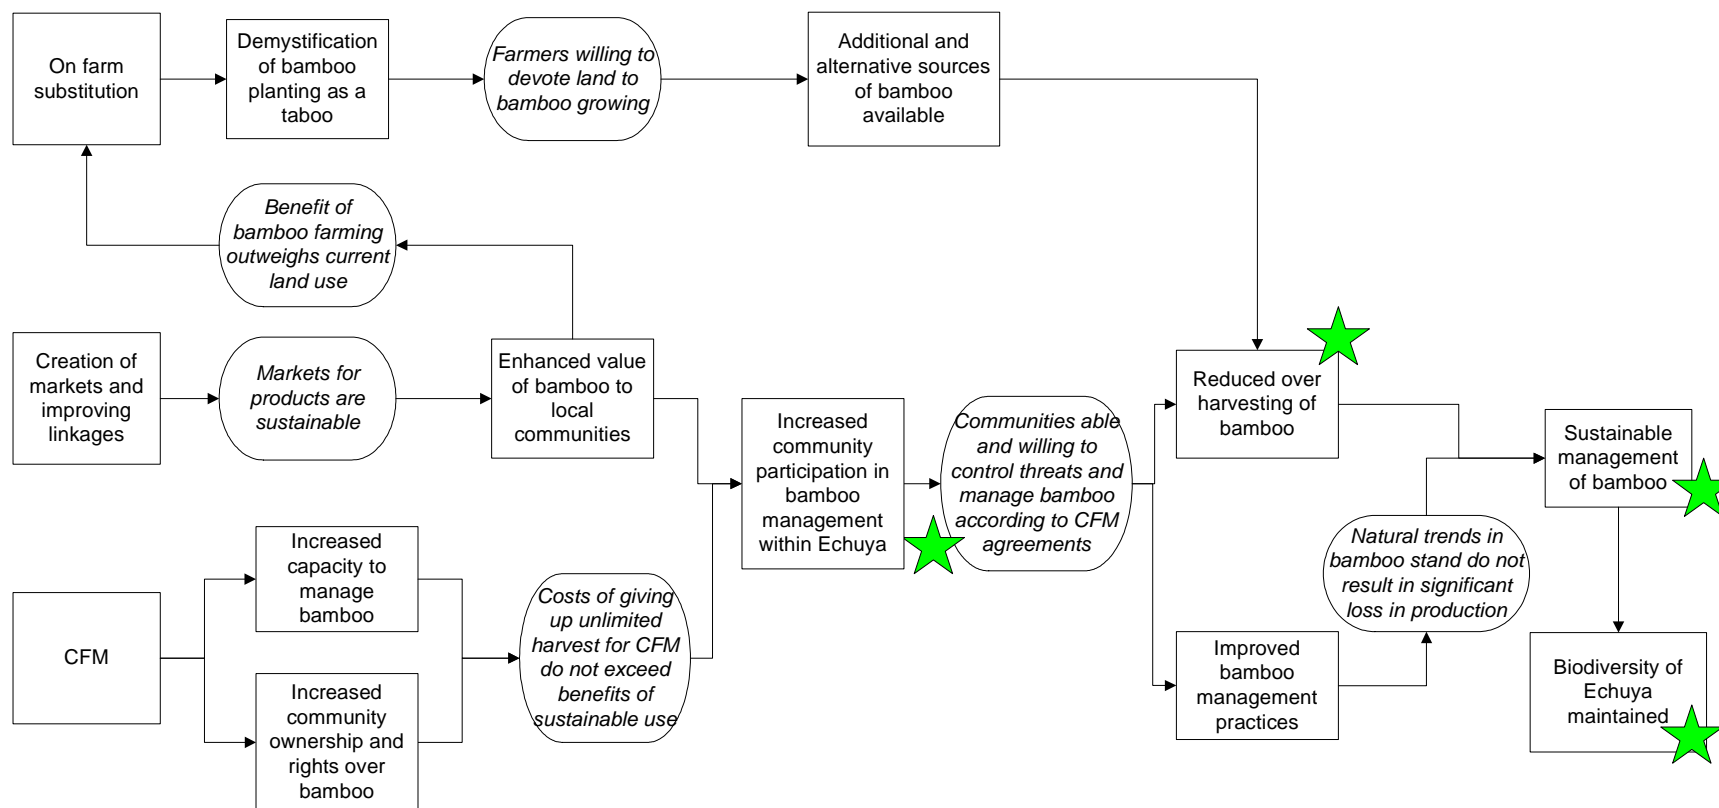 On farm
substitution
Demystification
of bamboo
planting as a
taboo
Farmers willing to
devote land to
bamboo growing
Additional and
alternative sources
of bamboo
available
Benefit of
bamboo farming
outweighs current
land use
Creation of
markets and
improving
linkages
Markets for
products are
sustainable
Enhanced value
of bamboo to
local
communities
Increased
community
participation in
bamboo
management
within Echuya
Communities able
and willing to
control threats and
manage bamboo
according to CFM
agreements
Reduced over
harvesting of
bamboo
Sustainable
management
of bamboo
Natural trends in
bamboo stand do not
result in significant
loss in production
Improved
bamboo
management
practices
Biodiversity of
Echuya
maintained
CFM
Increased
capacity to
manage
bamboo
Increased
community
ownership and
rights over
bamboo
Costs of giving
up unlimited
harvest for CFM
do not exceed
benefits of
sustainable use